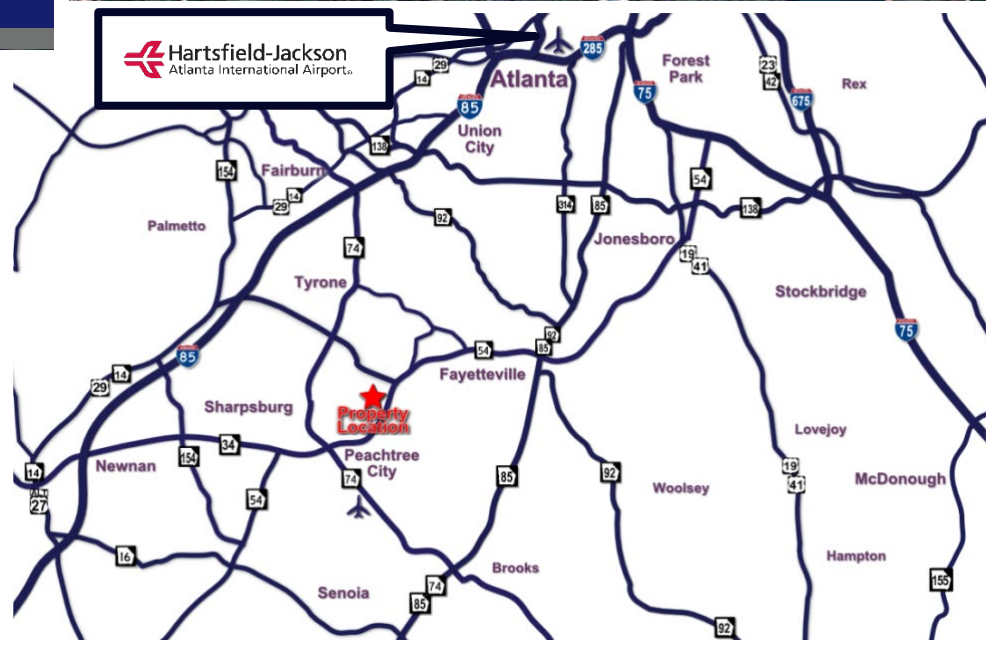 Hartsfield-Jackson
Atlanta International Airport®
285
Forest
Park
23
42
Rex
29
14
Atlanta
75
675
85
Union
City
138
154
Fairburn
54
14
29
92
314
85
138
Palmetto
74
Jonesboro
19
41
Tyrone
Stockbridge
92
85
75
85
54
14
29
Fayetteville
Sharpsburg
Property
Location
Lovejoy
34
154
Peachtree
City
Newnan
14
19
41
McDonough
74
85
92
Woolsey
ALT
27
54
16
Hampton
Brooks
Senoia
74
85
155
92